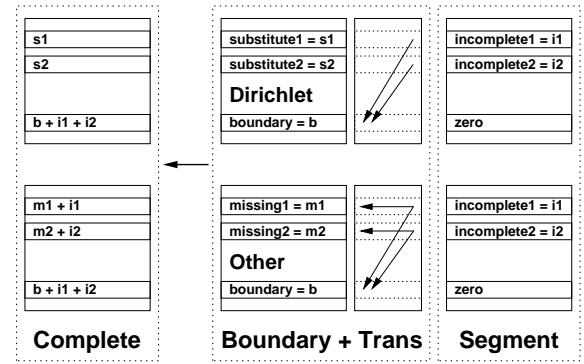 s1
substitute1 = s1
incomplete1 = i1
s2
substitute2 = s2
incomplete2 = i2
Dirichlet
b + i1 + i2
boundary = b
zero
m1 + i1
missing1 = m1
incomplete1 = i1
m2 + i2
missing2 = m2
incomplete2 = i2
Other
b + i1 + i2
boundary = b
zero
Complete
Boundary + Trans
Segment